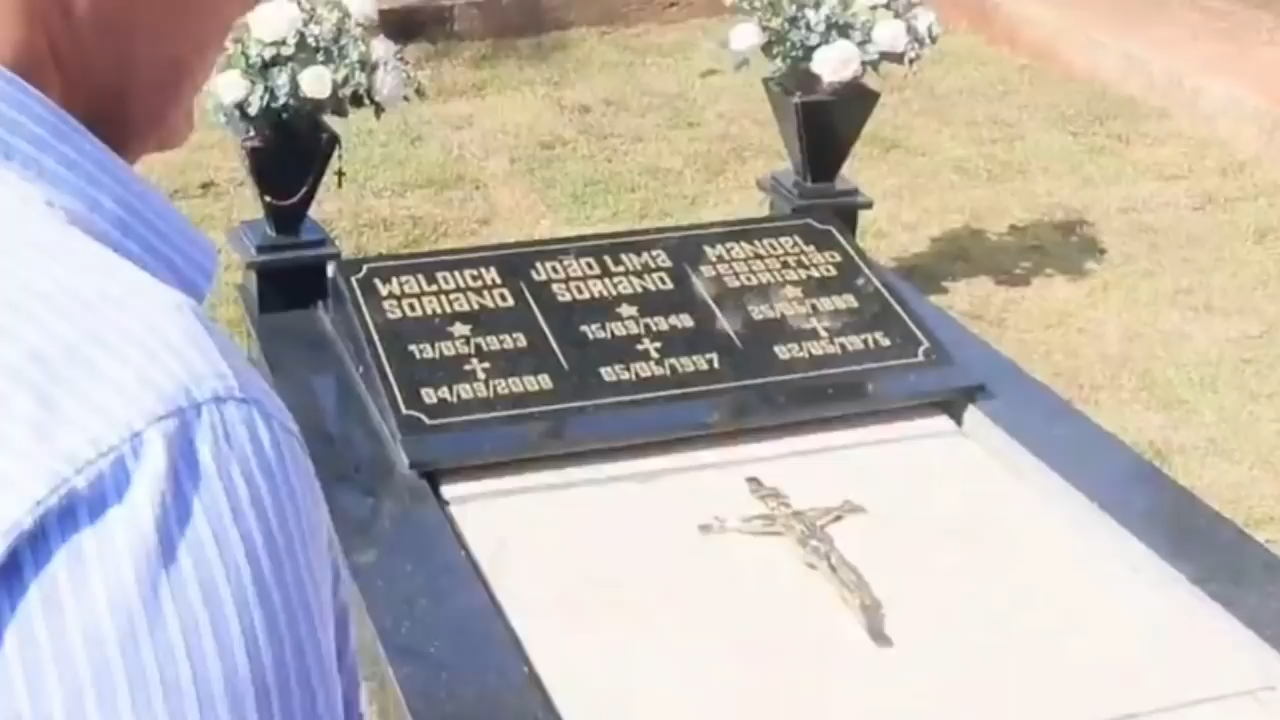 WALDICK
SORIANO
13/05/1933
04/09/2008
JOÃO LIMA
SORIANO
15/09/1948
05/06/1997
MANOEL
SEBASTIÃO
SORIANO
02/05/1975